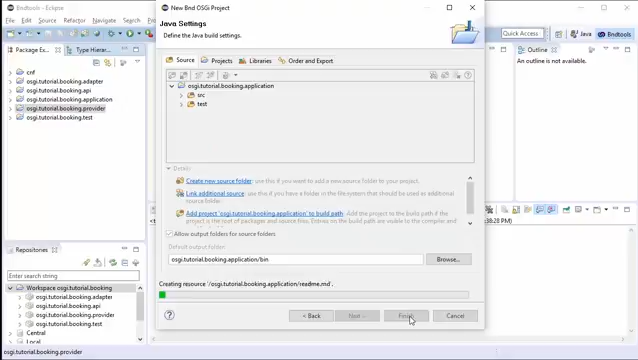 Bndtools - Eclipse
File Edit
New Bnd OSGi Project
Java Settings
Define the Java build settings.
Quick Access
Java
Bndtools
Package Ex...
Type Hierar...
Outline
An outline is not available.
cnf
osgi.tutorial.booking.adapter
osgi.tutorial.booking.api
osgi.tutorial.booking.application
osgi.tutorial.booking.provider
osgi.tutorial.booking.test
Source
Projects
Libraries
Order and Export
osgi.tutorial.booking.application
src
test
Details
Create new source folder: use this if you want to add a new source folder to your project.
Link additional source: use this if you have a folder in the file system that should be used as additional
source folder.
Add project 'osgi.tutorial.booking.application' to build path: Add the project to the build path if the
project is the root of packages and source files. Entries on the build path are visible to the compiler and
Allow output folders for source folders
Default output folder:
osgi.tutorial.booking.application/bin
Browse...
Creating resource '/osgi.tutorial.booking.application/readme.md'.
< Back
Next >
Finish
Cancel
:38:28 PM)
Repositories
Enter search string
Workspace osgi.tutorial.booking
osgi.tutorial.booking.adapter
osgi.tutorial.booking.api
osgi.tutorial.booking.provider
osgi.tutorial.booking.test
Central
Local
osgi.tutorial.booking.provider